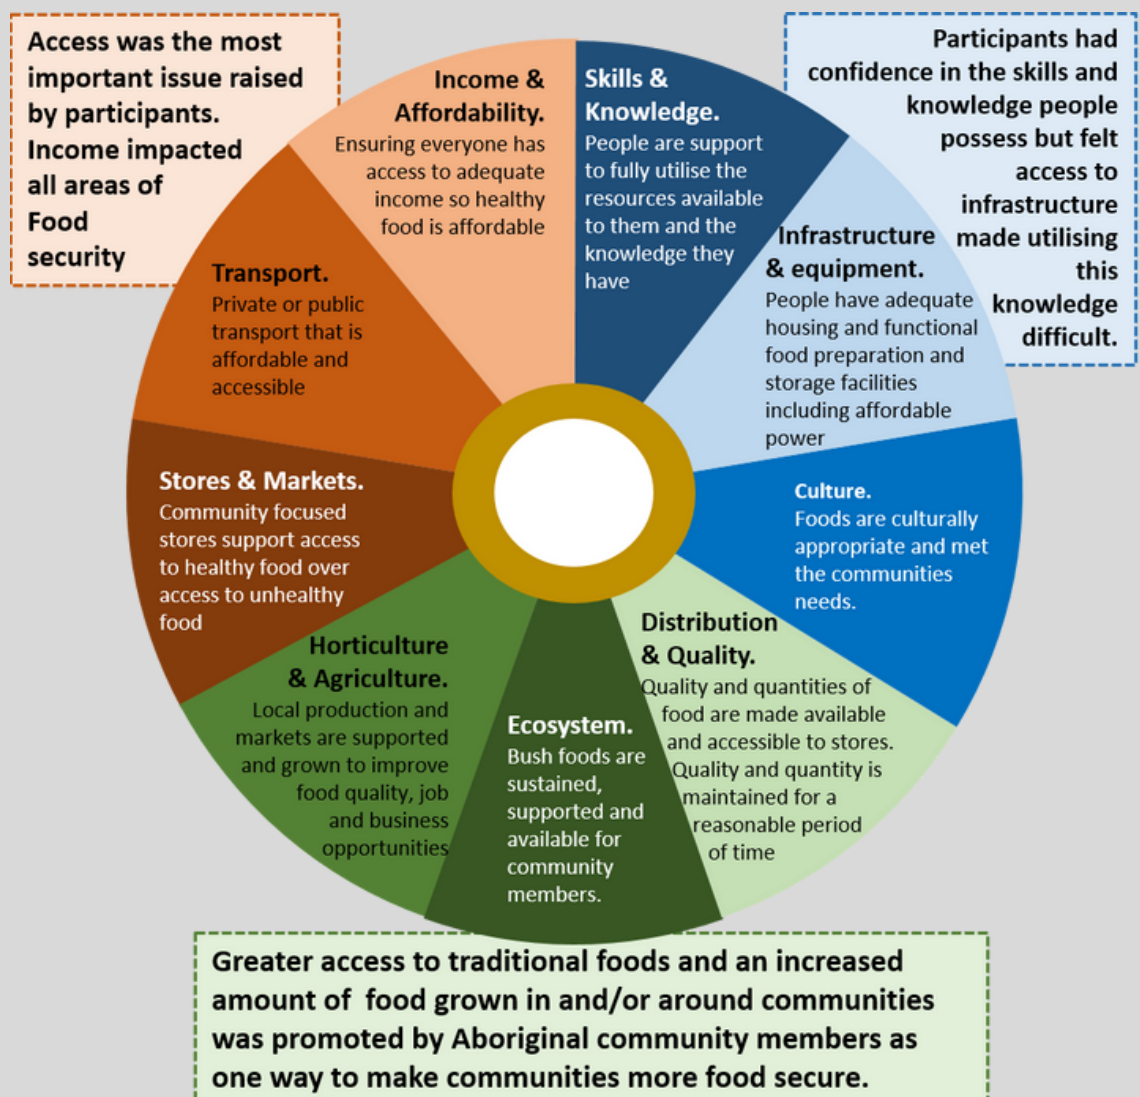 Access was the most
important issue raised
by participants.
Income impacted
all areas of
Food
security
Participants had
confidence in the skills and
knowledge people
possess but felt
access to
infrastructure
made utilising
this
knowledge
difficult.
Income &
Affordability.
Ensuring everyone has
access to adequate
income so healthy
food is affordable
Skills &
Knowledge.
People are support
to fully utilise the
resources available
to them and the
knowledge they
have
Infrastructure
& equipment.
People have adequate
housing and functional
food preparation and
storage facilities
including affordable
power
Culture.
Foods are culturally
appropriate and met
the communities
needs.
Distribution
& Quality.
Quality and quantities of
food are made available
and accessible to stores.
Quality and quantity is
maintained for a
reasonable period
of time
Ecosystem.
Bush foods are
sustained,
supported and
available for
community
members.
Horticulture
& Agriculture.
Local production and
markets are supported
and grown to improve
food quality, job
and business
opportunities
Stores & Markets.
Community focused
stores support access
to healthy food over
access to unhealthy
food
Transport.
Private or public
transport that is
affordable and
accessible
Greater access to traditional foods and an increased
amount of food grown in and/or around communities
was promoted by Aboriginal community members as
one way to make communities more food secure.